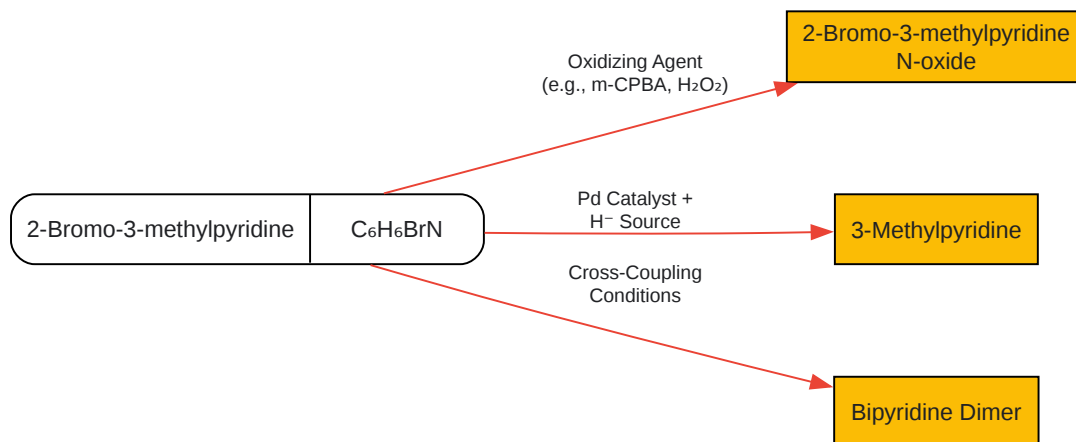 2-Bromo-3-methylpyridine
N-oxide
Oxidizing Agent
(e.g., m-CPBA, H₂O₂)
2-Bromo-3-methylpyridine
C₆H₆BrN
Pd Catalyst +
H⁻ Source
3-Methylpyridine
Cross-Coupling
Conditions
Bipyridine Dimer